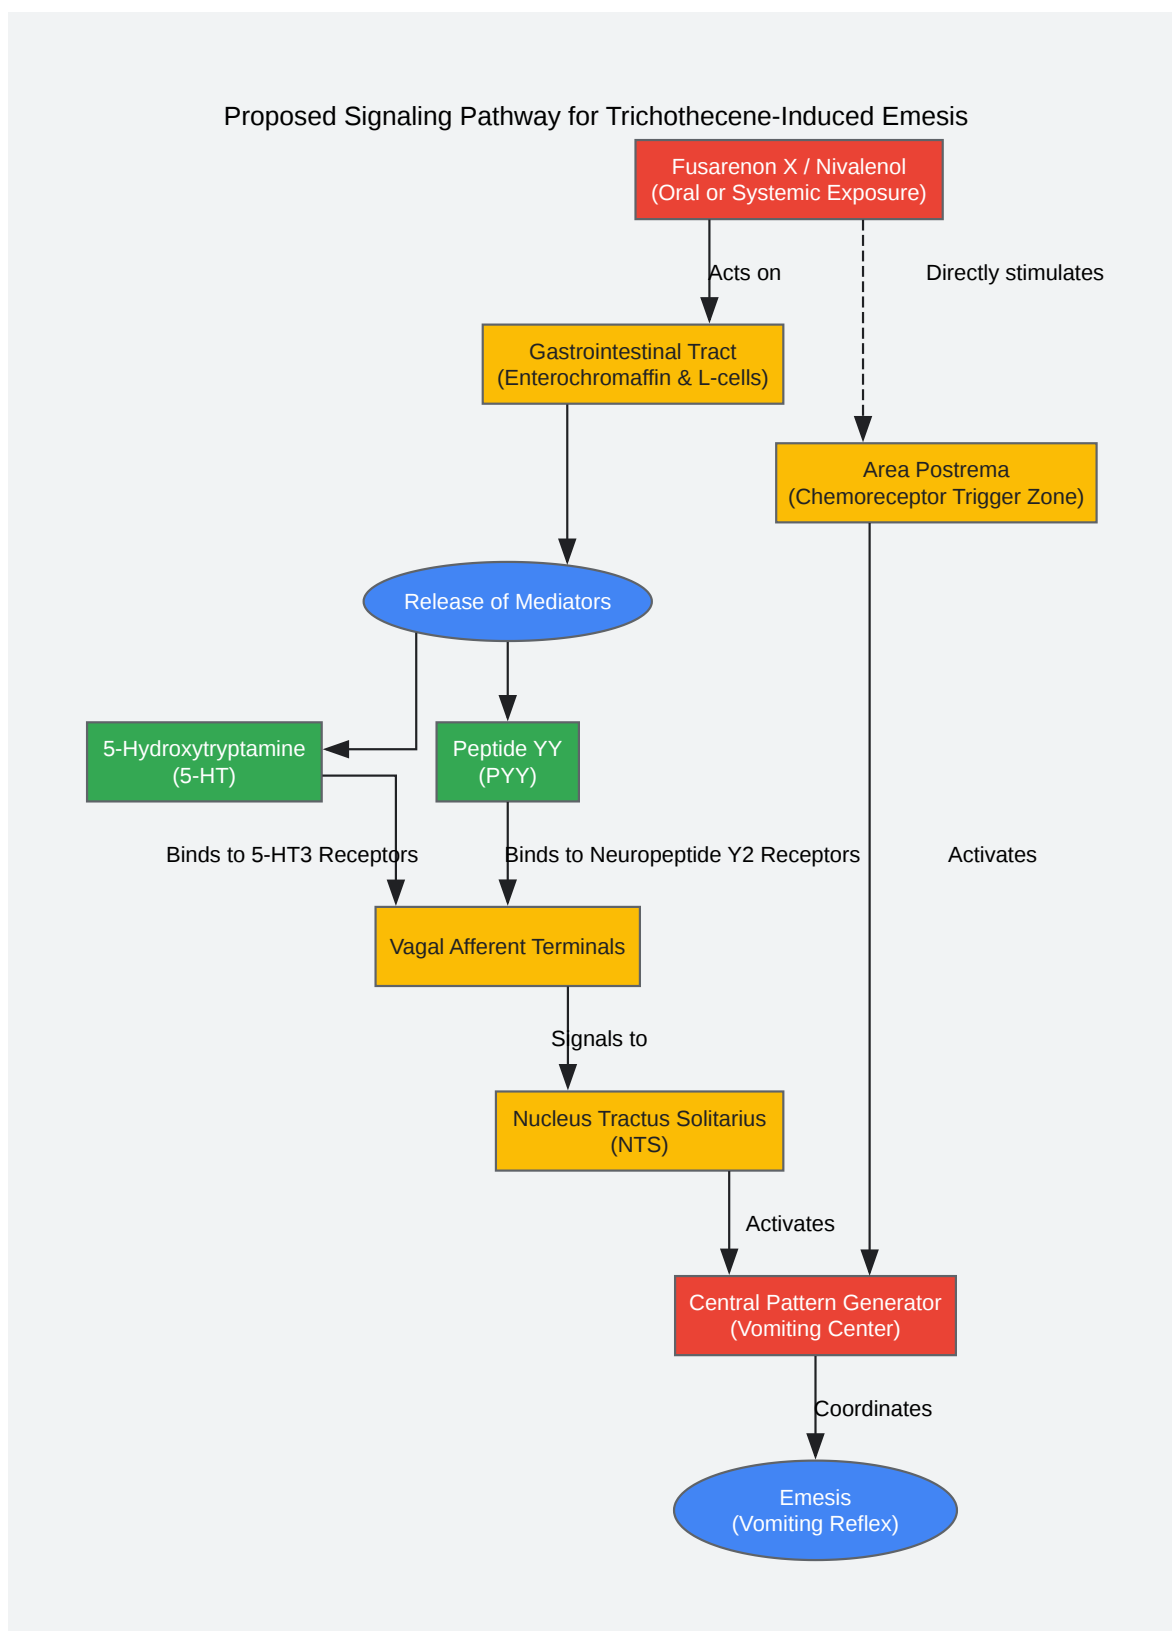 Proposed Signaling Pathway for Trichothecene-Induced Emesis
Fusarenon X / Nivalenol
(Oral or Systemic Exposure)
Acts on
Directly stimulates
Gastrointestinal Tract
(Enterochromaffin & L-cells)
Area Postrema
(Chemoreceptor Trigger Zone)
Release of Mediators
5-Hydroxytryptamine
(5-HT)
Peptide YY
(PYY)
Binds to 5-HT3 Receptors
Binds to Neuropeptide Y2 Receptors
Activates
Vagal Afferent Terminals
Signals to
Nucleus Tractus Solitarius
(NTS)
Activates
Central Pattern Generator
(Vomiting Center)
Coordinates
Emesis
(Vomiting Reflex)